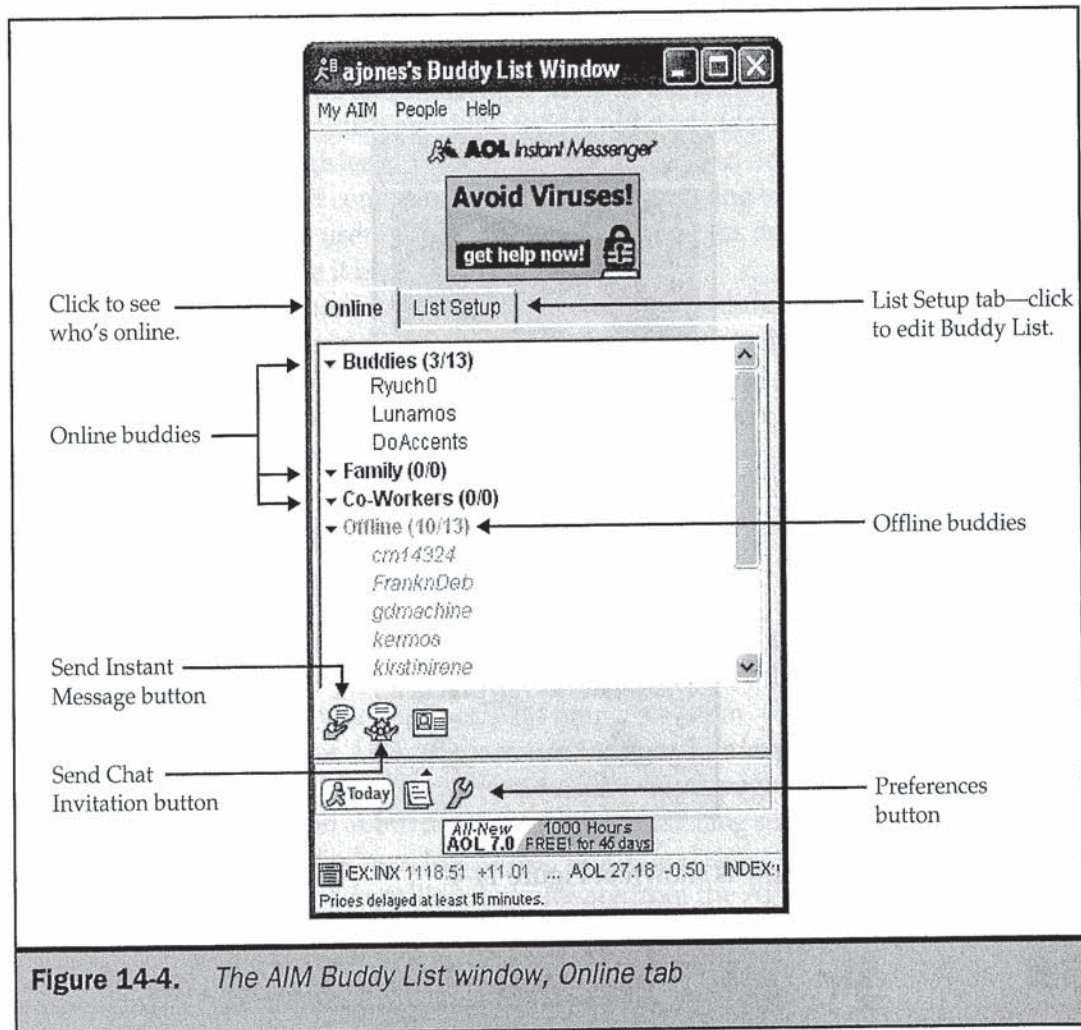 ajones's Buddy List Window
My AIM People Help
AOL Instant Messenger
Avoid Viruses!
get help now!
Click to see
who's online.
Online List Setup
List Setup tab—click
to edit Buddy List.
Buddies (3/13)
Ryuch0
Lunamos
DoAccents
Online buddies
Family (0/0)
Co-Workers (0/0)
Offline (10/13)
Offline buddies
cm14324
FranknDeb
gdmachine
kermos
kirstinirene
Send Instant
Message button
Send Chat
Invitation button
Today
Preferences
button
All-New
AOL 7.0
1000 Hours
FREE! for 45 days
EX:INX 1118.51 +11.01 ... AOL 27.18 -0.50 INDEX:
Prices delayed at least 15 minutes.
Figure 14-4. The AIM Buddy List window, Online tab